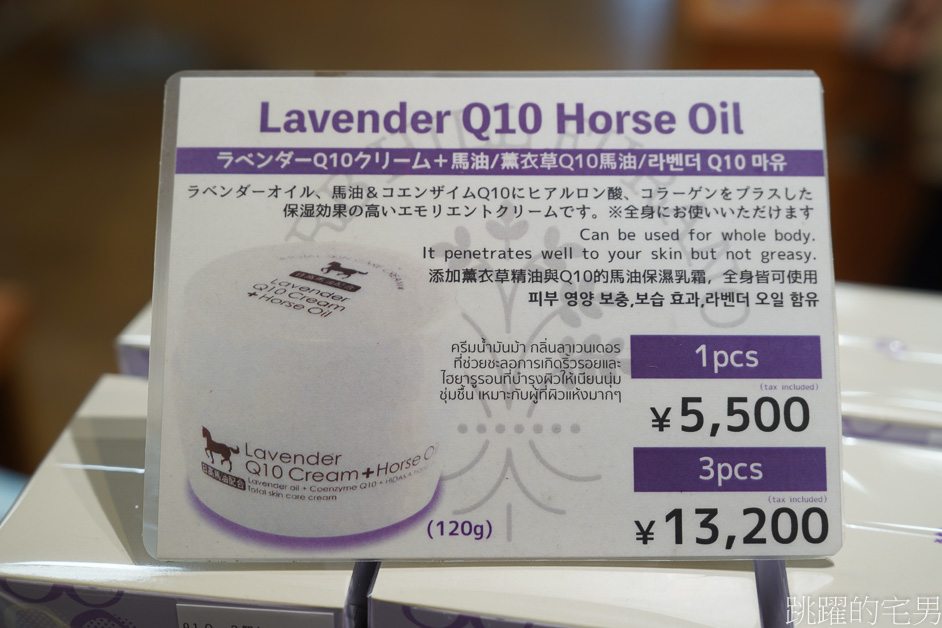 Lavender Q10 Horse Oil
ラベンダーQ10クリーム＋馬油/薰衣草Q10馬油/라벤더 Q10 마유
ラベンダーオイル、馬油＆コエンザイムQ10にヒアルロン酸、コラーゲンをプラスした
保湿効果の高いエモリエントクリームです。※全身にお使いいただけます
Can be used for whole body.
It penetrates well to your skin but not greasy.
添加薰衣草精油與Q10的馬油保濕乳霜，全身皆可使用
피부 영양 보충,보습 효과,라벤더 오일 함유
ครีมน้ำมันม้า กลิ่นลาเวนเดอร์
ที่ช่วยชะลอการเกิดริ้วรอยและ
ไฮยารูรอนที่บำรุงผิวให้เนียนนุ่ม
ชุ่มชื้น เหมาะกับผู้ที่ผิวแห้งมากๆ
1pcs
(tax included)
¥5,500
3pcs
(tax included)
¥13,200
Lavender
Q10 Cream
+Horse Oil
Lavender
Q10 Cream+Horse O
日高馬油配合
Lavender oil + Coenzyme Q10 + HIDAKA
Total skin care cream
(120g)
跳躍的宅男